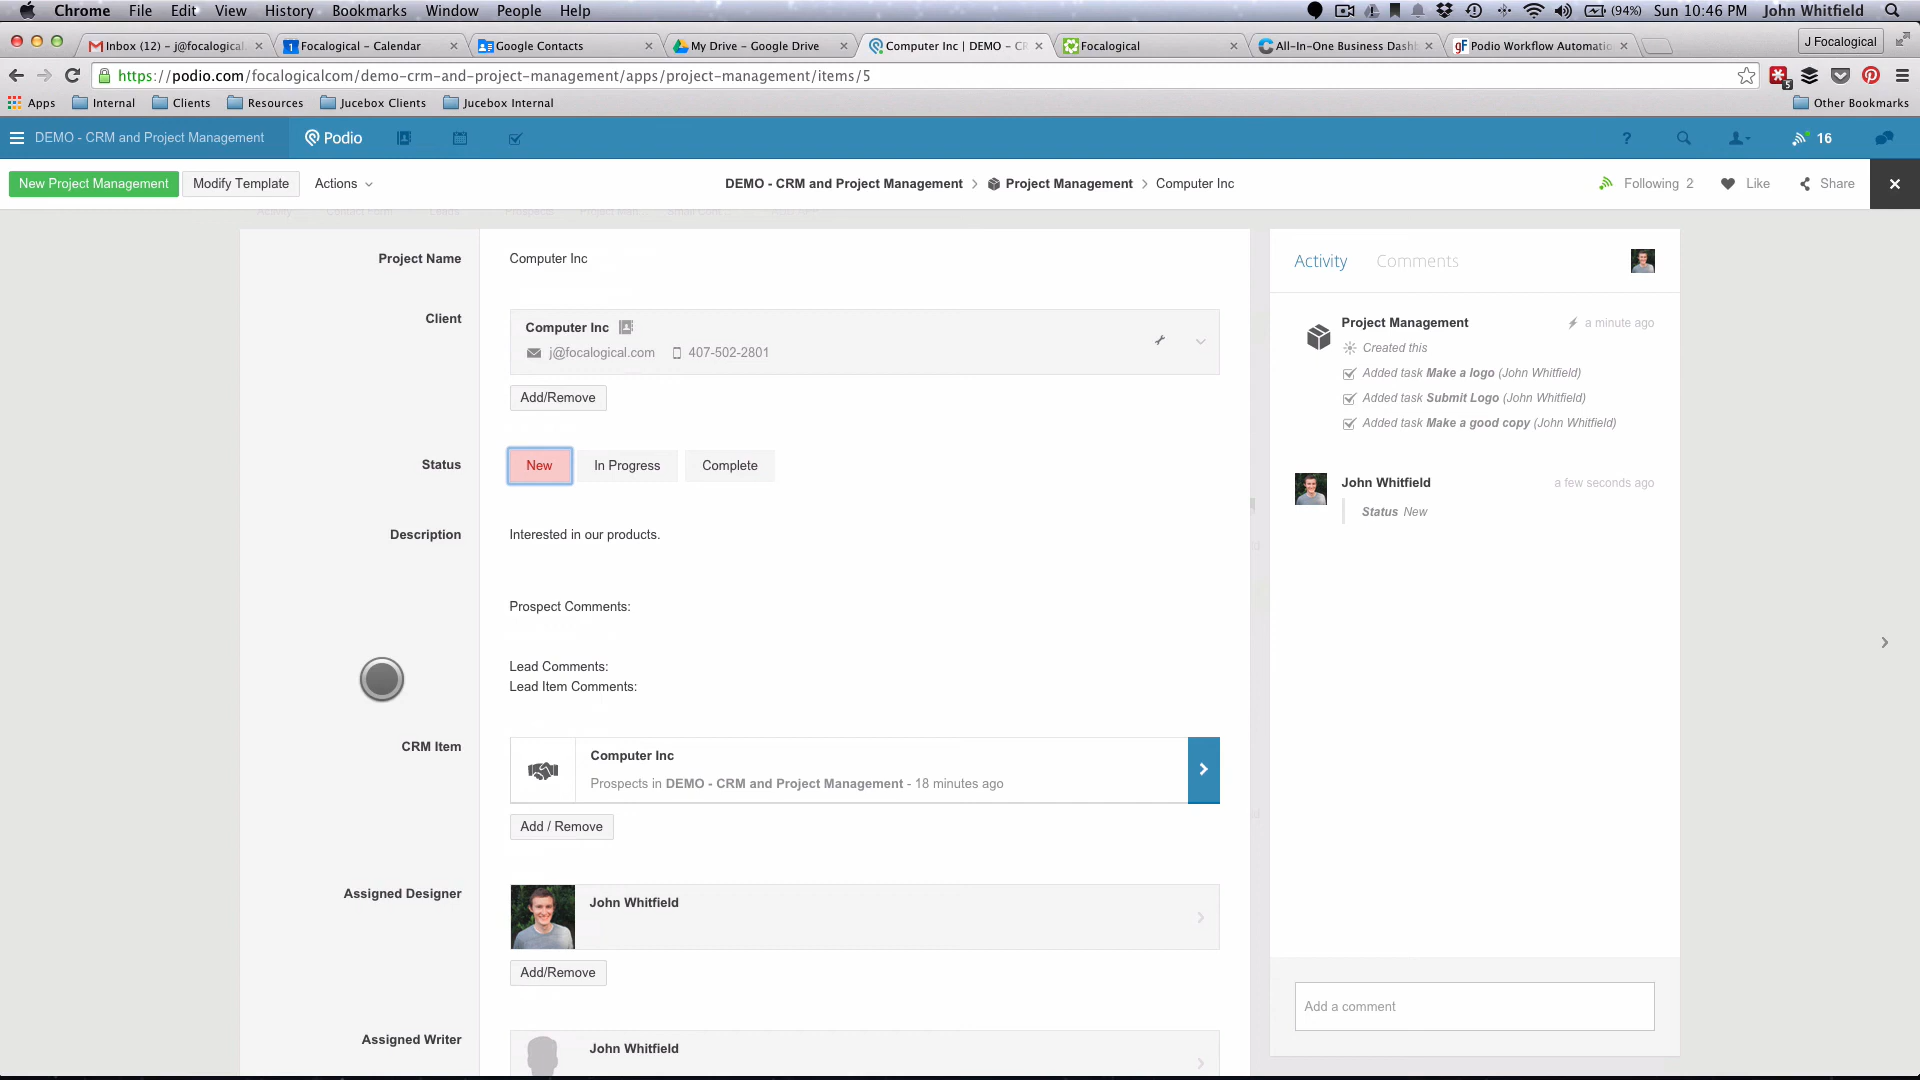 Chrome File Edit View History Bookmarks Window People Help (94%) Sun 10:46 PM John Whitfield
Inbox (12) – j@focalogical. Focalogical – Calendar Google Contacts My Drive – Google Drive Computer Inc | DEMO – CR Focalogical All-In-One Business Dashb Podio Workflow Automatio J Focalogical
https://podio.com/focalogicalcom/demo-crm-and-project-management/apps/project-management/items/5
Apps Internal Clients Resources Jucebox Clients Jucebox Internal Other Bookmarks
DEMO - CRM and Project Management Podio ? 16
New Project Management Modify Template Actions DEMO - CRM and Project Management > Project Management > Computer Inc Following 2 Like Share
Project Name Computer Inc
Client
Computer Inc
j@focalogical.com 407-502-2801
Add/Remove
Status New In Progress Complete
Description Interested in our products.
Prospect Comments:
Lead Comments:
Lead Item Comments:
CRM Item
Computer Inc
Prospects in DEMO - CRM and Project Management - 18 minutes ago
Add / Remove
Assigned Designer
John Whitfield
Add/Remove
Assigned Writer
John Whitfield
Activity Comments
Project Management a minute ago
Created this
Added task Make a logo (John Whitfield)
Added task Submit Logo (John Whitfield)
Added task Make a good copy (John Whitfield)
John Whitfield a few seconds ago
Status New
Add a comment